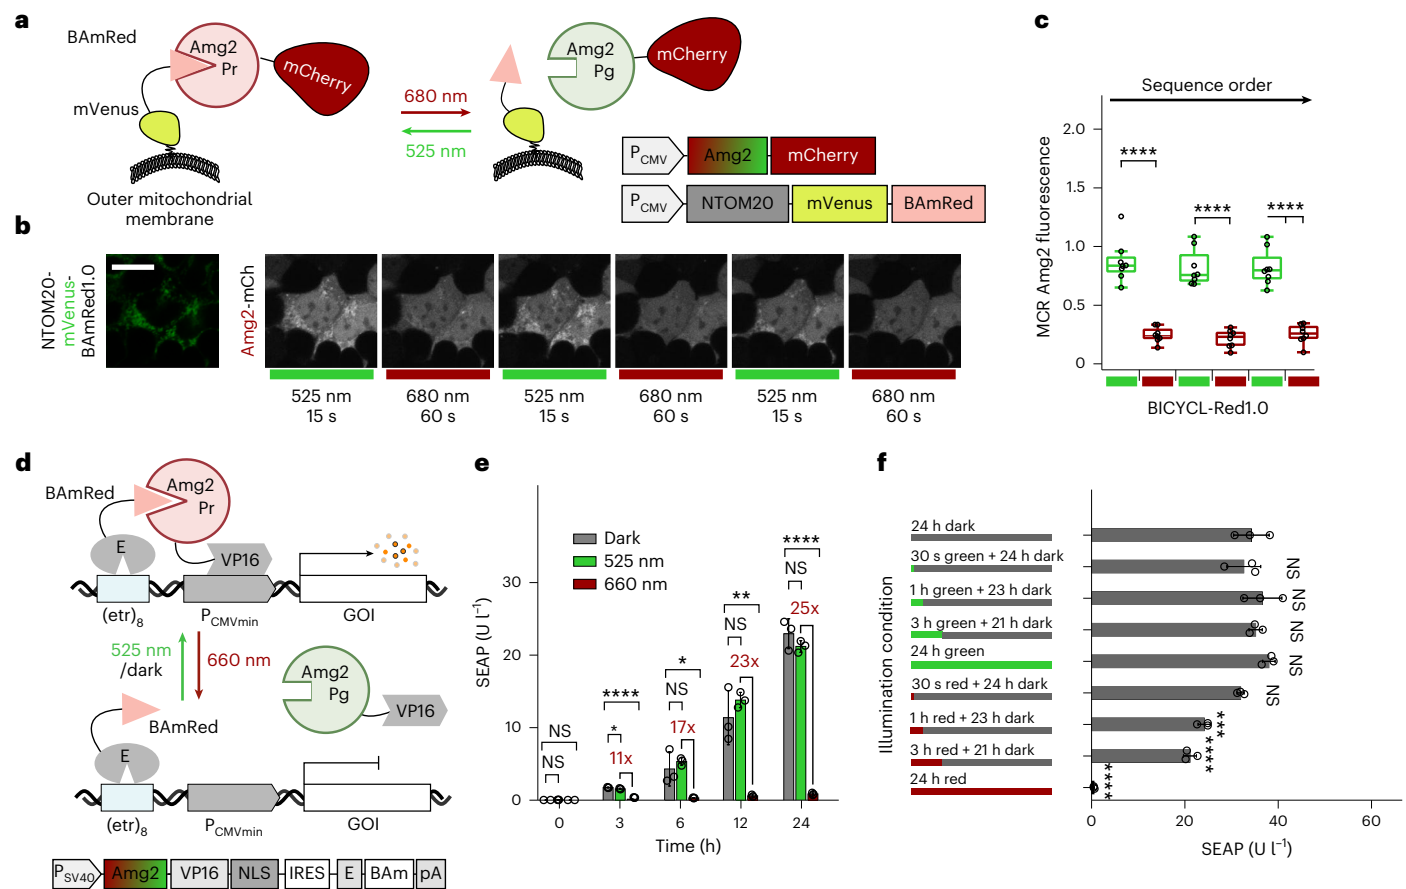 a
BAmRed
Amg2
Pr
mCherry
mVenus
Outer mitochondrial
membrane
680 nm
525 nm
Amg2
Pg
mCherry
P_CMV
Amg2
mCherry
P_CMV
NTOM20
mVenus
BAmRed
b
NTOM20-
mVenus-
BAmRed1.0
Amg2-mCh
525 nm
15 s
680 nm
60 s
525 nm
15 s
680 nm
60 s
525 nm
15 s
680 nm
60 s
c
Sequence order
MCR Amg2 fluorescence
2.0
1.5
1.0
0.5
0
****
****
****
BICYCL-Red1.0
d
BAmRed
Amg2
Pr
E
VP16
(etr)8
P_CMVmin
GOI
525 nm
/dark
660 nm
Amg2
Pg
VP16
BAmRed
E
(etr)8
P_CMVmin
GOI
P_SV40
Amg2
VP16
NLS
IRES
E
BAm
pA
e
Dark
525 nm
660 nm
SEAP (U l⁻¹)
30
20
10
0
NS
NS
****
*
11x
*
NS
17x
**
NS
23x
****
NS
25x
0
3
6
12
24
Time (h)
f
Illumination condition
24 h dark
30 s green + 24 h dark
1 h green + 23 h dark
3 h green + 21 h dark
24 h green
30 s red + 24 h dark
1 h red + 23 h dark
3 h red + 21 h dark
24 h red
NS
NS
NS
NS
NS
***
****
****
0
20
40
60
SEAP (U l⁻¹)